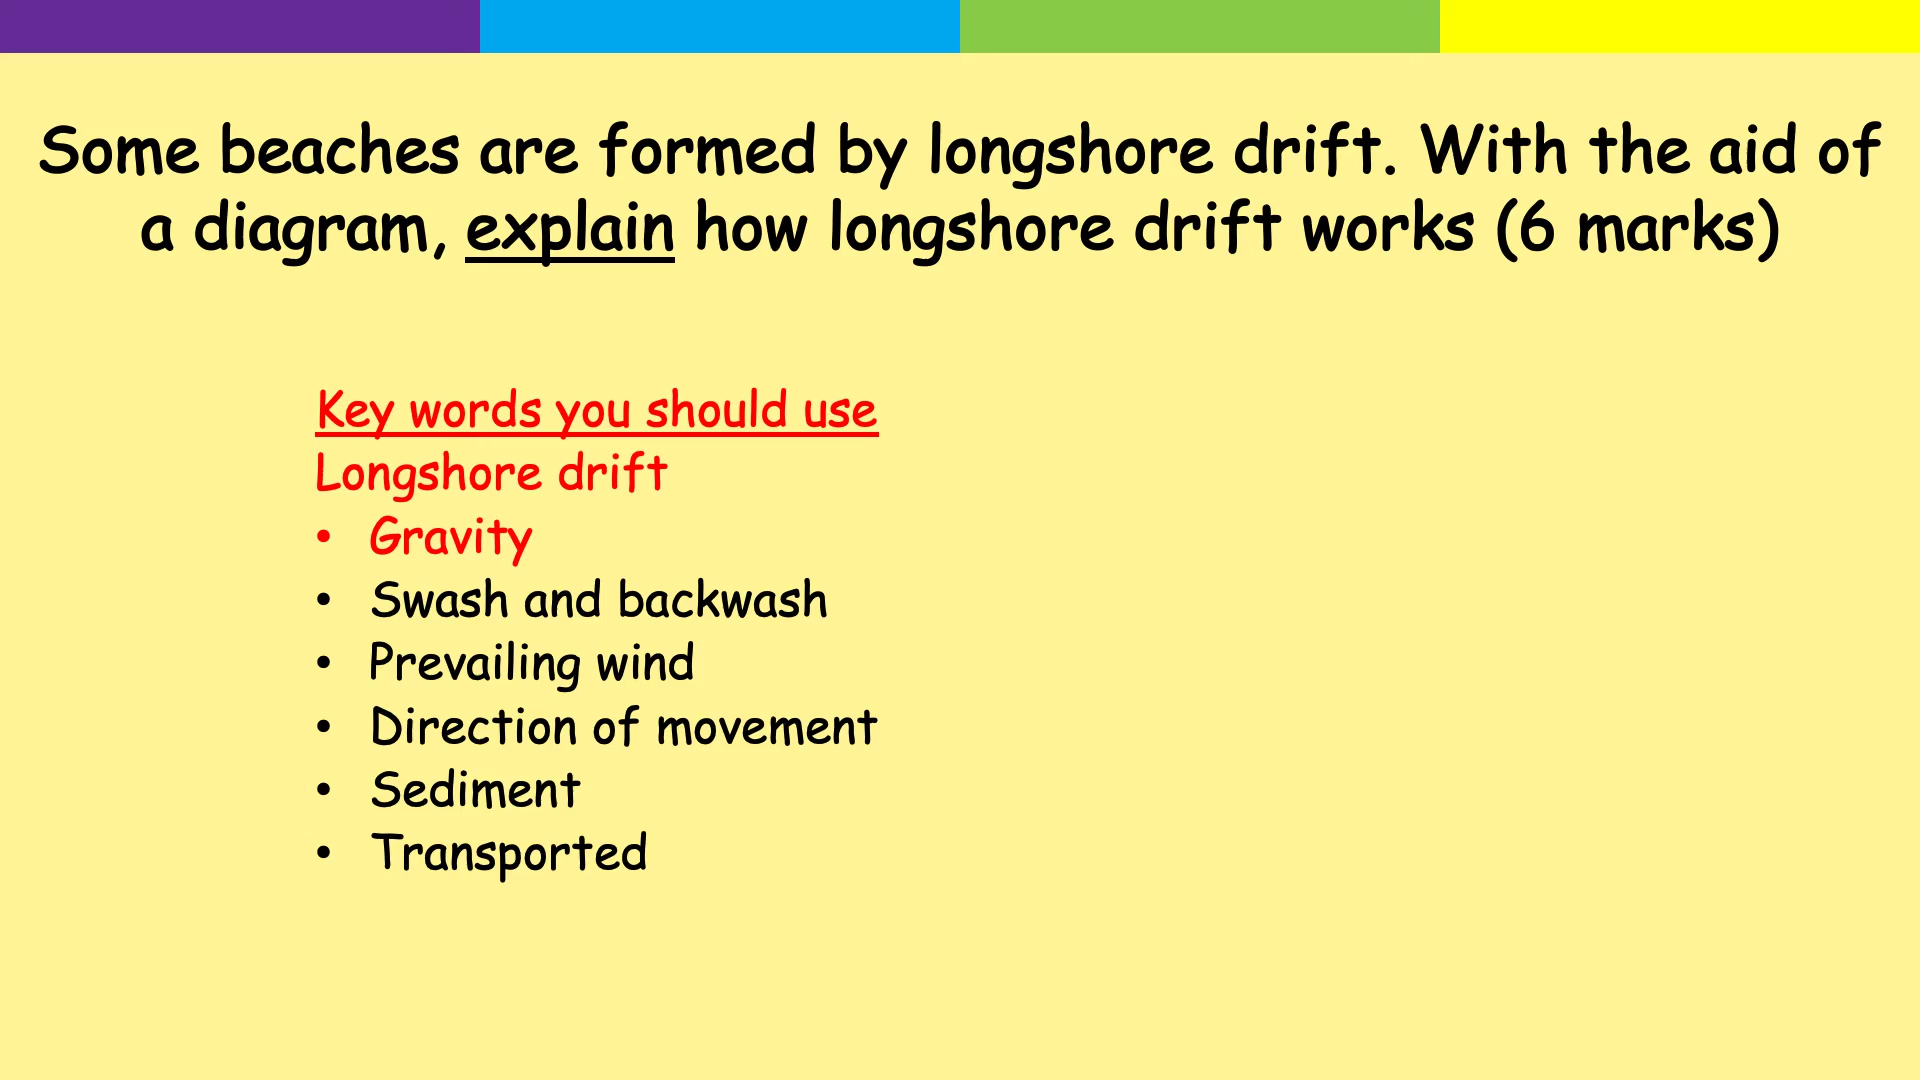 Some beaches are formed by longshore drift. With the aid of
a diagram, explain how longshore drift works (6 marks)
Key words you should use
Longshore drift
• Gravity
• Swash and backwash
• Prevailing wind
• Direction of movement
• Sediment
• Transported